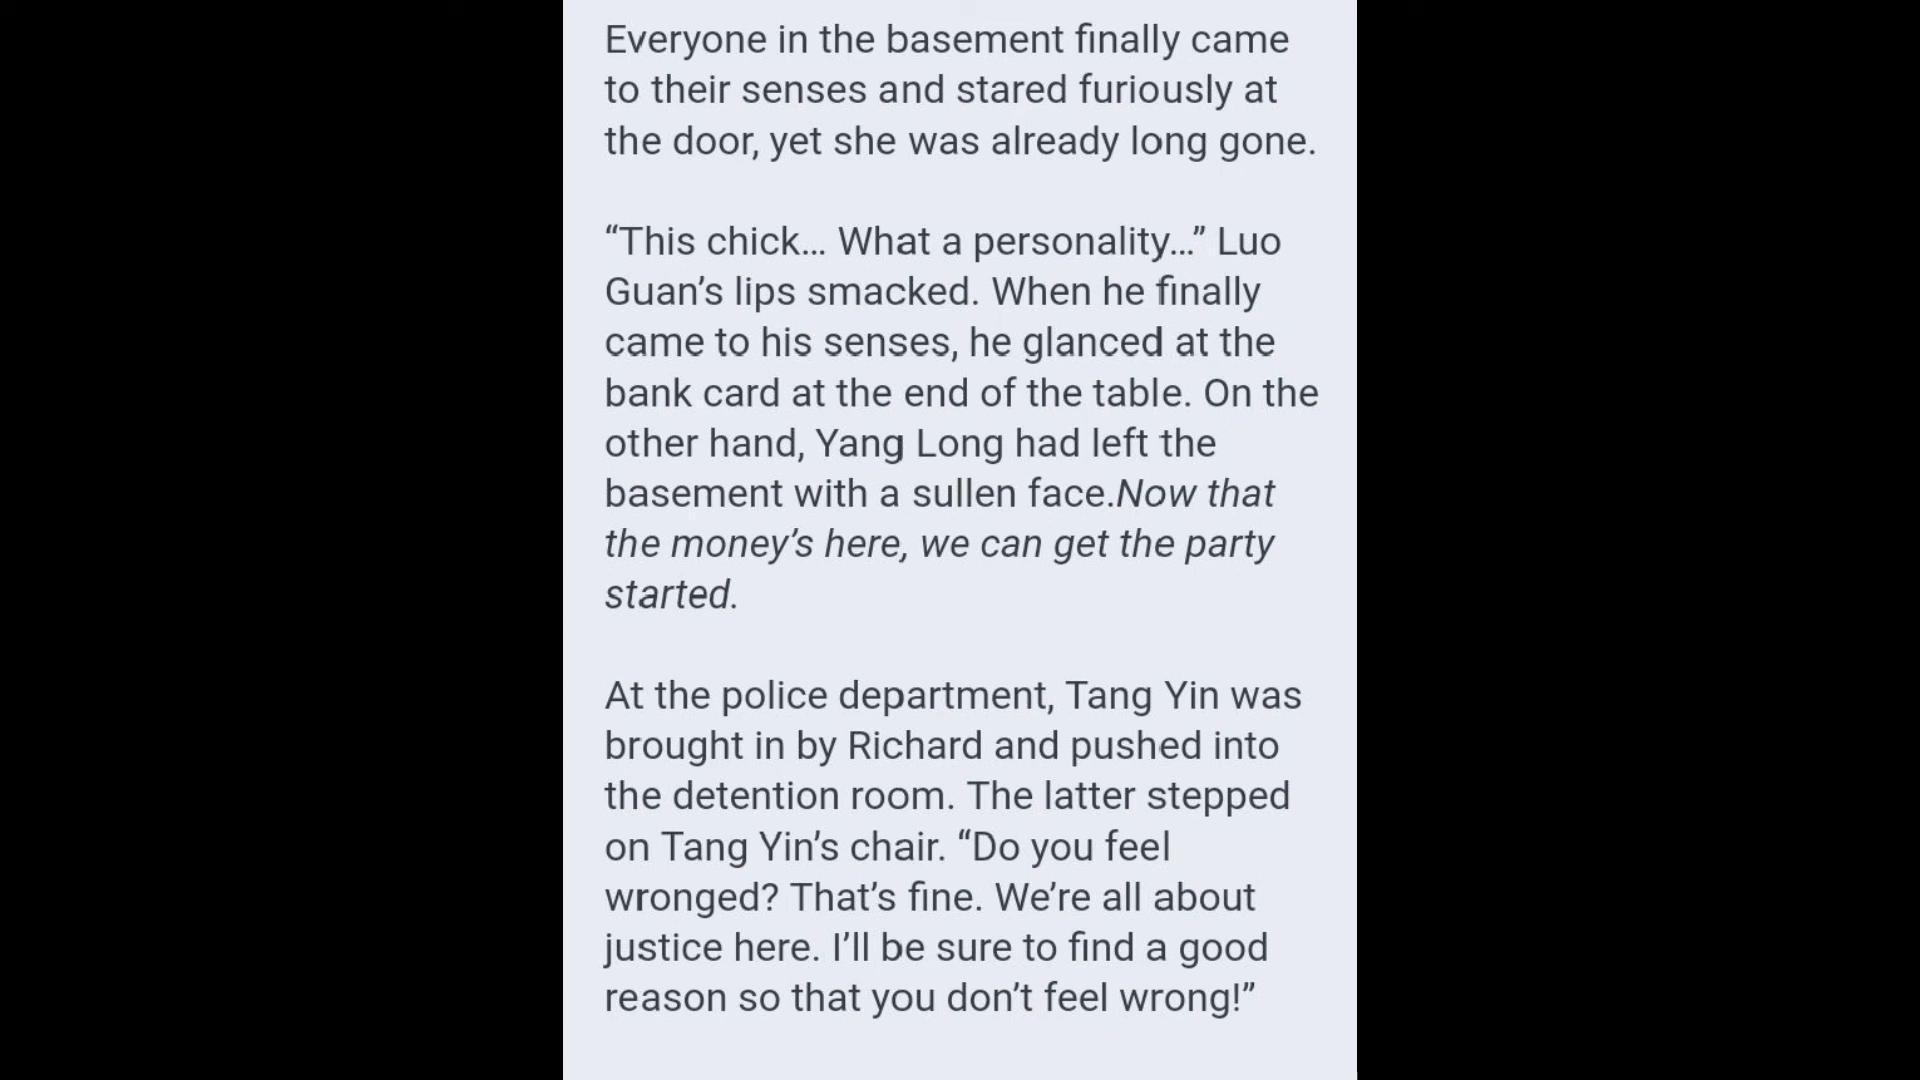 Everyone in the basement finally came
to their senses and stared furiously at
the door, yet she was already long gone.
“This chick… What a personality…” Luo
Guan’s lips smacked. When he finally
came to his senses, he glanced at the
bank card at the end of the table. On the
other hand, Yang Long had left the
basement with a sullen face.Now that
the money’s here, we can get the party
started.
At the police department, Tang Yin was
brought in by Richard and pushed into
the detention room. The latter stepped
on Tang Yin’s chair. “Do you feel
wronged? That’s fine. We’re all about
justice here. I’ll be sure to find a good
reason so that you don’t feel wrong!”